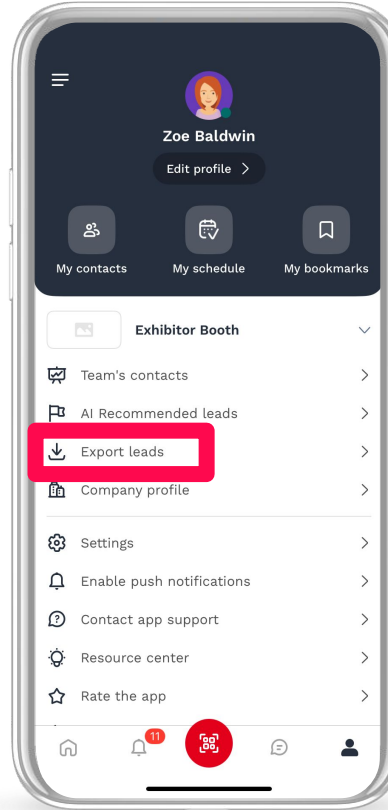 Zoe Baldwin
Edit profile
My contacts My schedule My bookmarks
Exhibitor Booth
Team's contacts
AI Recommended leads
Export leads
Company profile
Settings
Enable push notifications
Contact app support
Resource center
Rate the app
11